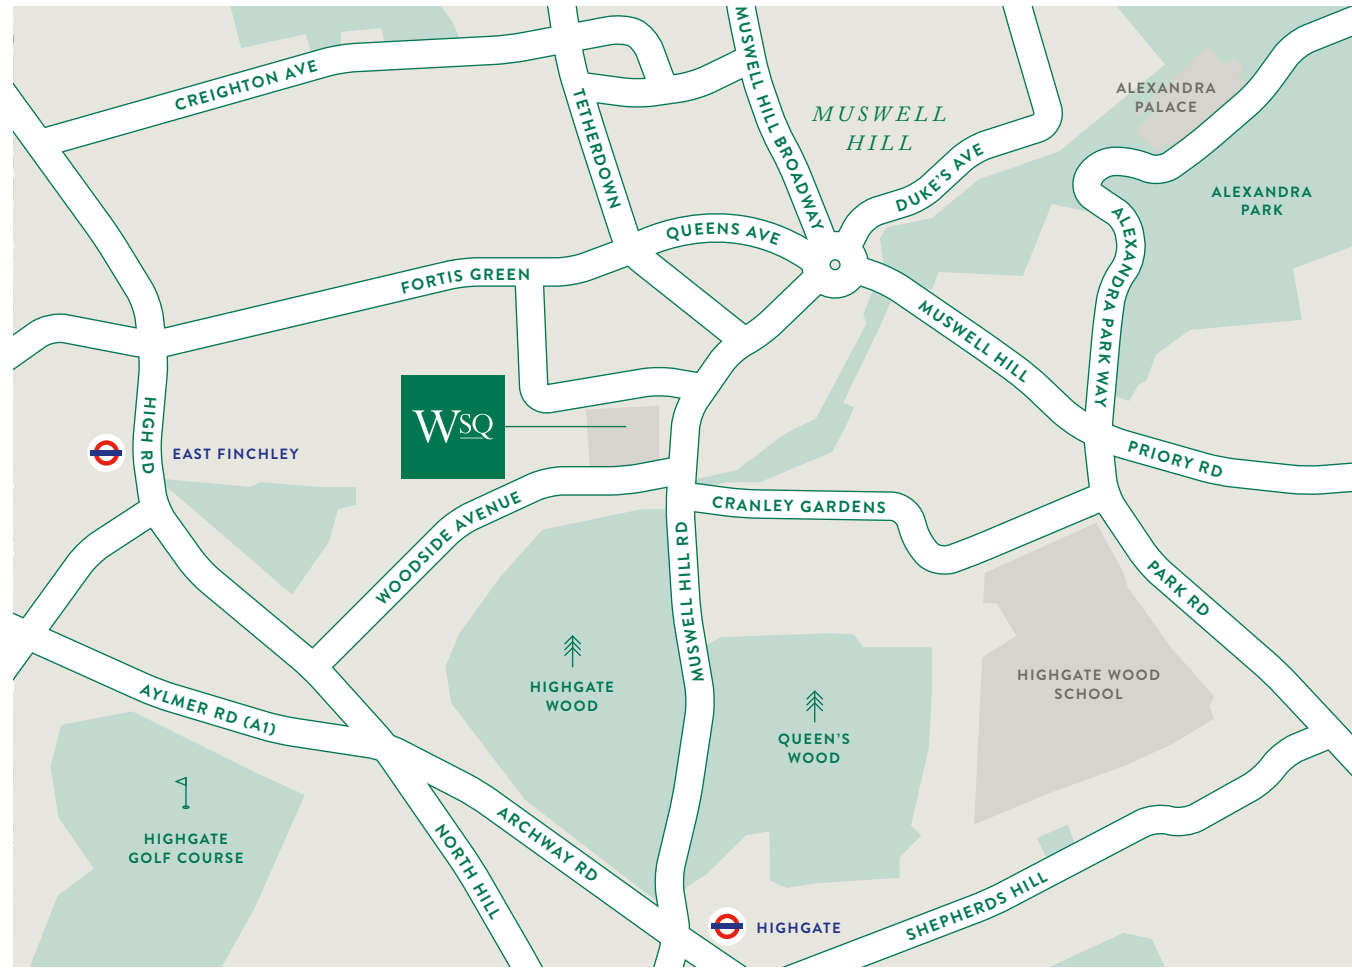 CREIGHTON AVE
TETHERDOWN
MUSWELL HILL BROADWAY
MUSWELL
HILL
DUKE'S AVE
ALEXANDRA
PALACE
ALEXANDRA
PARK
ALEXANDRA PARK WAY
QUEENS AVE
FORTIS GREEN
MUSWELL HILL
HIGH RD
EAST FINCHLEY
WSQ
PRIORY RD
WOODSIDE AVENUE
CRANLEY GARDENS
MUSWELL HILL RD
PARK RD
HIGHGATE
WOOD
HIGHGATE WOOD
SCHOOL
QUEEN'S
WOOD
AYLMER RD (A1)
HIGHGATE
GOLF COURSE
NORTH HILL
ARCHWAY RD
HIGHGATE
SHEPHERDS HILL